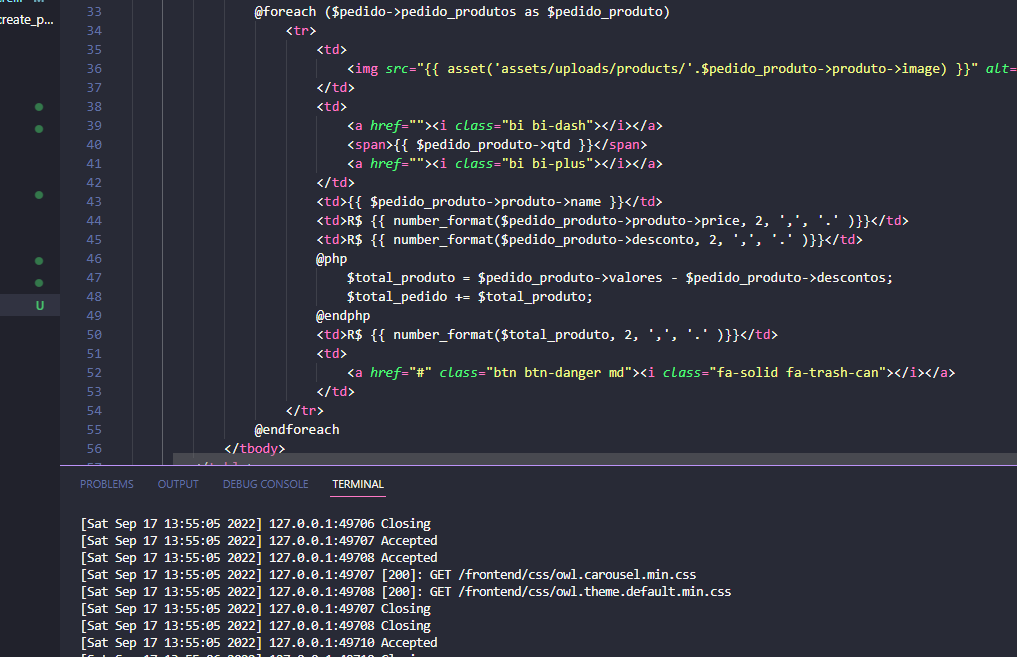 create_p...
33 @foreach ($pedido->pedido_produtos as $pedido_produto)
34 <tr>
35 <td>
36 <img src="{{ asset('assets/uploads/products/'.$pedido_produto->produto->image) }}" alt=
37 </td>
38 <td>
39 <a href=""><i class="bi bi-dash"></i></a>
40 <span>{{ $pedido_produto->qtd }}</span>
41 <a href=""><i class="bi bi-plus"></i></a>
42 </td>
43 <td>{{ $pedido_produto->produto->name }}</td>
44 <td>R$ {{ number_format($pedido_produto->produto->price, 2, ',', '.' )}}</td>
45 <td>R$ {{ number_format($pedido_produto->desconto, 2, ',', '.' )}}</td>
46 @php
47 $total_produto = $pedido_produto->valores - $pedido_produto->descontos;
48 $total_pedido += $total_produto;
49 @endphp
50 <td>R$ {{ number_format($total_produto, 2, ',', '.' )}}</td>
51 <td>
52 <a href="#" class="btn btn-danger md"><i class="fa-solid fa-trash-can"></i></a>
53 </td>
54 </tr>
55 @endforeach
56 </tbody>
U
PROBLEMS OUTPUT DEBUG CONSOLE TERMINAL
[Sat Sep 17 13:55:05 2022] 127.0.0.1:49706 Closing
[Sat Sep 17 13:55:05 2022] 127.0.0.1:49707 Accepted
[Sat Sep 17 13:55:05 2022] 127.0.0.1:49708 Accepted
[Sat Sep 17 13:55:05 2022] 127.0.0.1:49707 [200]: GET /frontend/css/owl.carousel.min.css
[Sat Sep 17 13:55:05 2022] 127.0.0.1:49708 [200]: GET /frontend/css/owl.theme.default.min.css
[Sat Sep 17 13:55:05 2022] 127.0.0.1:49707 Closing
[Sat Sep 17 13:55:05 2022] 127.0.0.1:49708 Closing
[Sat Sep 17 13:55:05 2022] 127.0.0.1:49710 Accepted